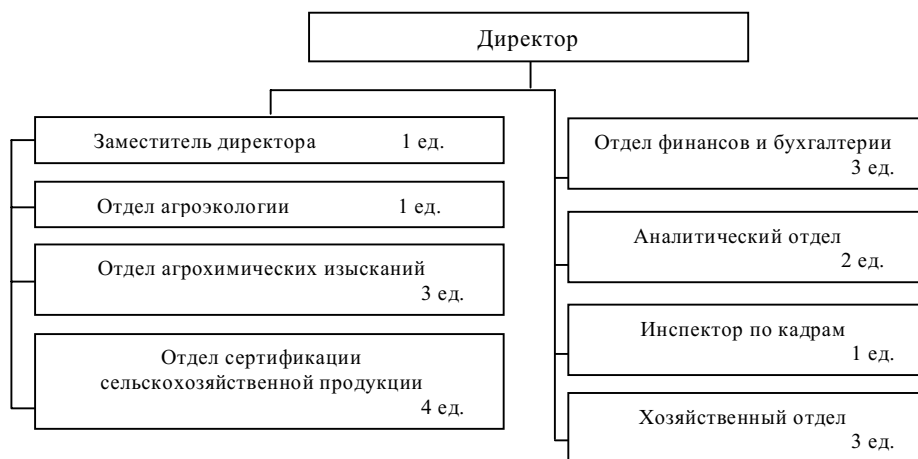 Директор
Заместитель директора 1 ед.
Отдел агроэкологии 1 ед.
Отдел агрохимических изысканий
3 ед.
Отдел сертификации
сельскохозяйственной продукции
4 ед.
Отдел финансов и бухгалтерии
3 ед.
Аналитический отдел
2 ед.
Инспектор по кадрам
1 ед.
Хозяйственный отдел
3 ед.